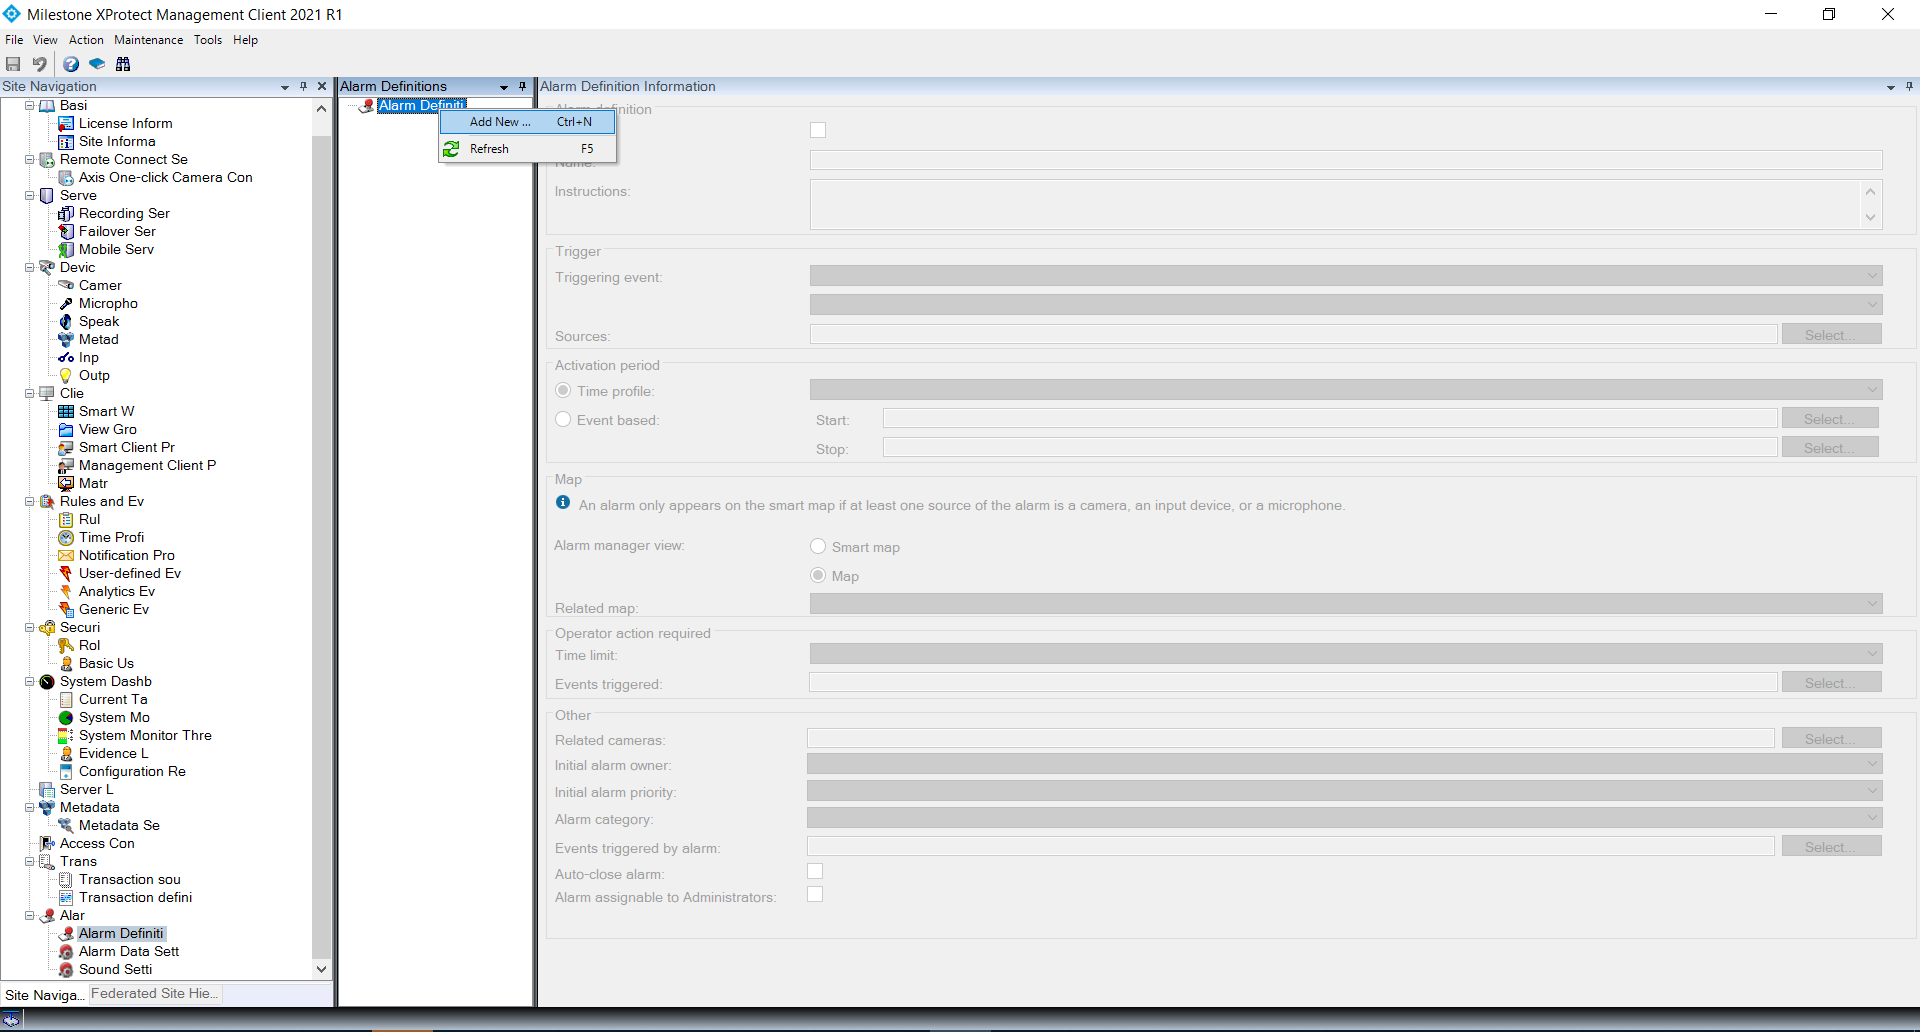 Milestone XProtect Management Client 2021 R1
File View Action Maintenance Tools Help
Site Navigation
Basi
License Inform
Site Informa
Remote Connect Se
Axis One-click Camera Con
Serve
Recording Ser
Failover Ser
Mobile Serv
Devic
Camer
Micropho
Speak
Metad
Inp
Outp
Clie
Smart W
View Gro
Smart Client Pr
Management Client P
Matr
Rules and Ev
Rul
Time Profi
Notification Pro
User-defined Ev
Analytics Ev
Generic Ev
Securi
Rol
Basic Us
System Dashb
Current Ta
System Mo
System Monitor Thre
Evidence L
Configuration Re
Server L
Metadata
Metadata Se
Access Con
Trans
Transaction sou
Transaction defini
Alar
Alarm Definiti
Alarm Data Sett
Sound Setti
Site Naviga... Federated Site Hie...
Alarm Definitions
Alarm Definiti
Add New ... Ctrl+N
Refresh F5
Alarm Definition Information
Alarm definition
Name:
Instructions:
Trigger
Triggering event:
Sources: Select...
Activation period
Time profile:
Event based: Start: Select...
Stop: Select...
Map
An alarm only appears on the smart map if at least one source of the alarm is a camera, an input device, or a microphone.
Alarm manager view: Smart map
Map
Related map:
Operator action required
Time limit:
Events triggered: Select...
Other
Related cameras: Select...
Initial alarm owner:
Initial alarm priority:
Alarm category:
Events triggered by alarm: Select...
Auto-close alarm:
Alarm assignable to Administrators: